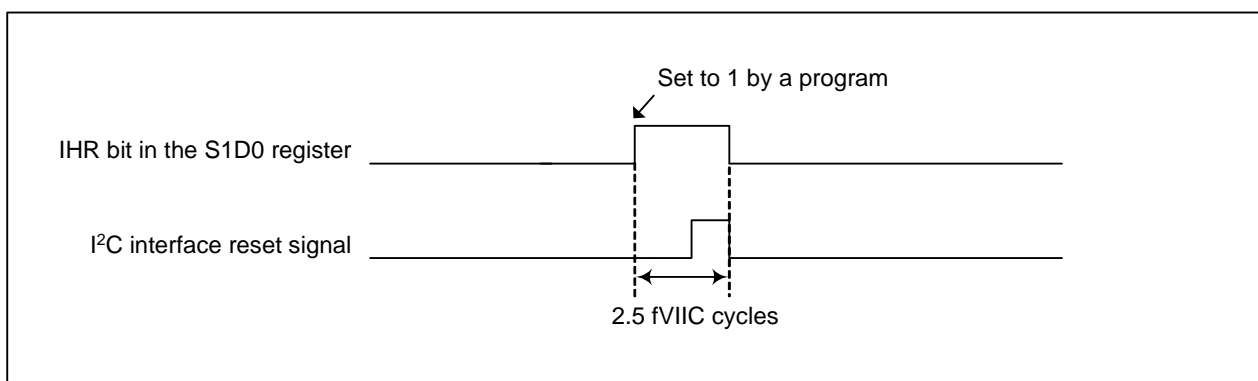 Set to 1 by a program
IHR bit in the S1D0 register
I²C interface reset signal
2.5 fVIIC cycles